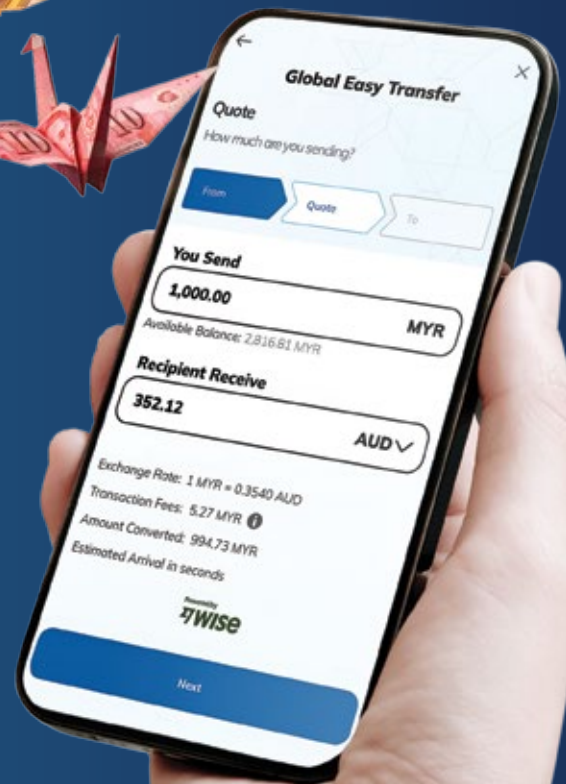 10
10
Global Easy Transfer
Quote
How much are you sending?
From
Quote
To
You Send
1,000.00 MYR
Available Balance: 2,816.81 MYR
Recipient Receive
352.12 AUD
Exchange Rate: 1 MYR = 0.3540 AUD
Transaction Fees: 5.27 MYR
Amount Converted: 994.73 MYR
Estimated Arrival in seconds
Powered by
WISE
Next